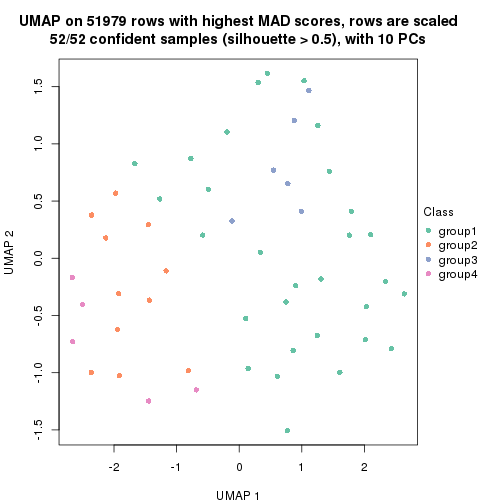 UMAP on 51979 rows with highest MAD scores, rows are scaled
52/52 confident samples (silhouette > 0.5), with 10 PCs
1.5
1.0
0.5
0.0
-0.5
-1.0
-1.5
UMAP 2
-2
-1
0
1
2
UMAP 1
Class
group1
group2
group3
group4